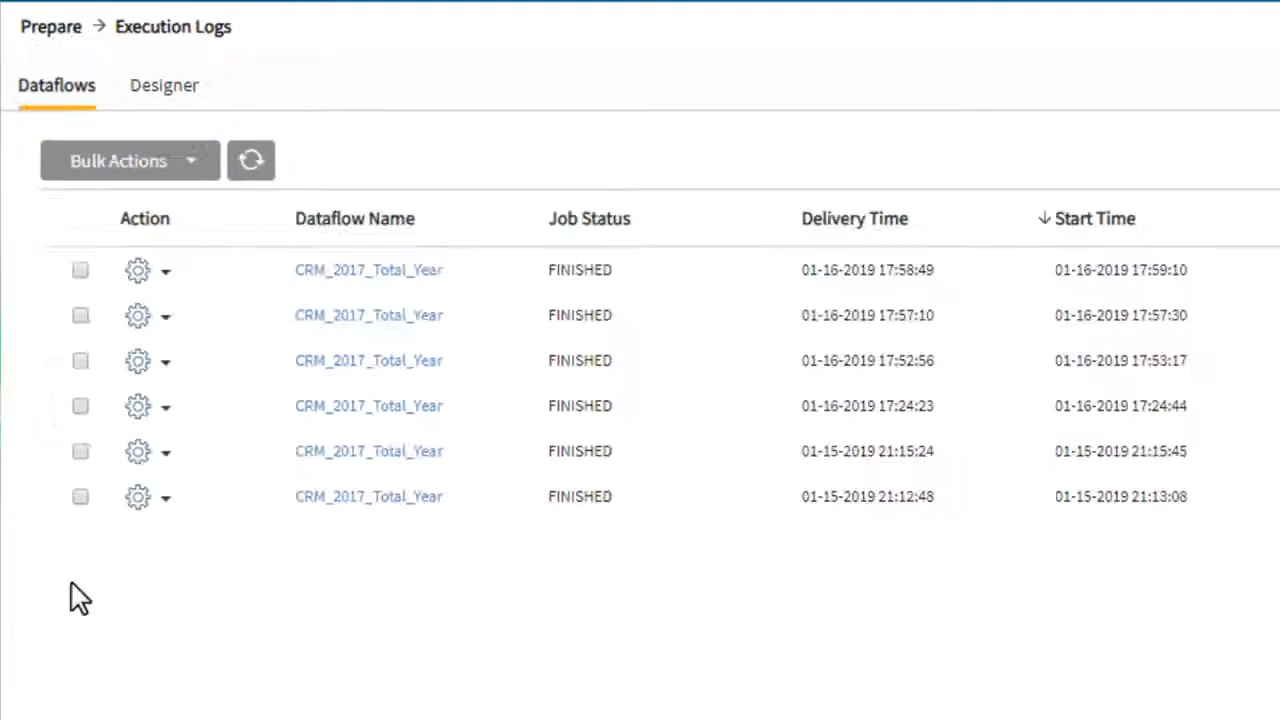 Prepare → Execution Logs
Dataflows Designer
Bulk Actions
Action Dataflow Name Job Status Delivery Time ↓ Start Time
CRM_2017_Total_Year FINISHED 01-16-2019 17:58:49 01-16-2019 17:59:10
CRM_2017_Total_Year FINISHED 01-16-2019 17:57:10 01-16-2019 17:57:30
CRM_2017_Total_Year FINISHED 01-16-2019 17:52:56 01-16-2019 17:53:17
CRM_2017_Total_Year FINISHED 01-16-2019 17:24:23 01-16-2019 17:24:44
CRM_2017_Total_Year FINISHED 01-15-2019 21:15:24 01-15-2019 21:15:45
CRM_2017_Total_Year FINISHED 01-15-2019 21:12:48 01-15-2019 21:13:08